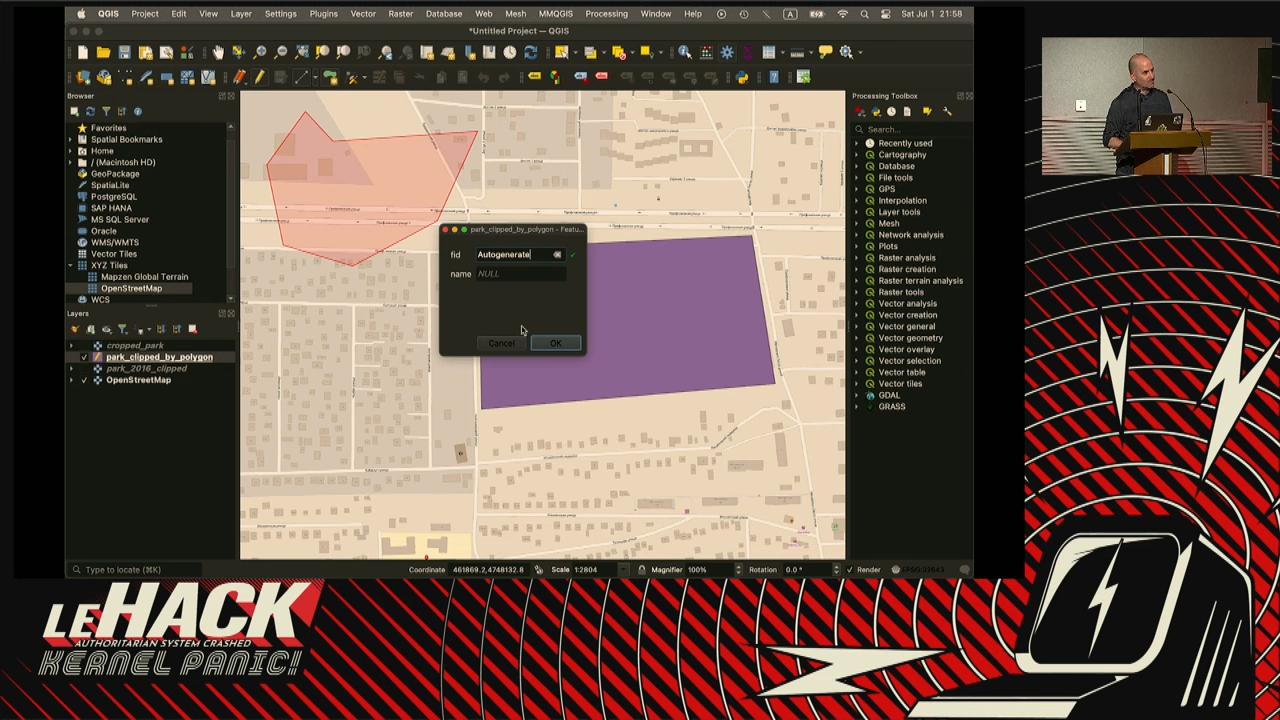 QGIS Project Edit View Layer Settings Plugins Vector Raster Database Web Mesh MMQGIS Processing Window Help
A
Sat Jul 1 21:58
*Untitled Project — QGIS
Browser
Favorites
Spatial Bookmarks
Home
/ (Macintosh HD)
GeoPackage
SpatiaLite
PostgreSQL
SAP HANA
MS SQL Server
Oracle
WMS/WMTS
Vector Tiles
XYZ Tiles
Mapzen Global Terrain
OpenStreetMap
WCS
Layers
cropped_park
park_clipped_by_polygon
park_2016_clipped
OpenStreetMap
park_clipped_by_polygon - Featu...
fid Autogenerate
name NULL
Cancel OK
Processing Toolbox
Search...
Recently used
Cartography
Database
File tools
GPS
Interpolation
Layer tools
Mesh
Network analysis
Plots
Raster analysis
Raster creation
Raster terrain analysis
Raster tools
Vector analysis
Vector creation
Vector general
Vector geometry
Vector overlay
Vector selection
Vector table
Vector tiles
GDAL
GRASS
Type to locate (⌘K)
Coordinate 461869.2,4748132.8
Scale 1:2804
Magnifier 100%
Rotation 0.0 °
Render
LEHACK
AUTHORITARIAN SYSTEM CRASHED
KERNEL PANIC!